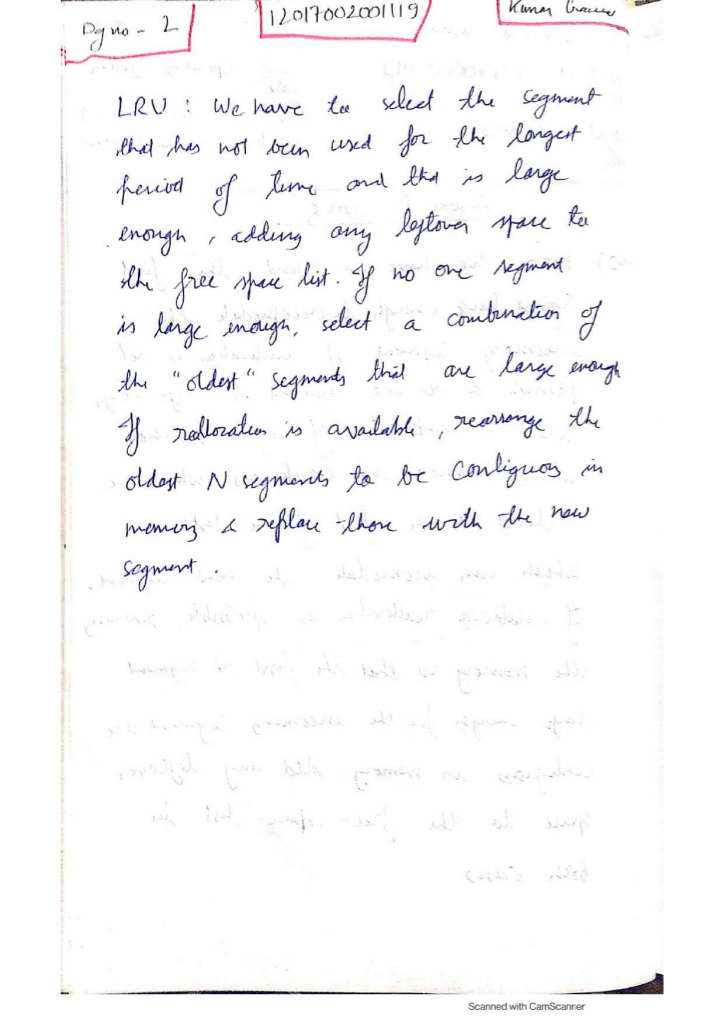 Pg no - 2
12017002001119
Kumar
LRU : We have to select the segment
that has not been used for the longest
period of time and that is large
enough, adding any leftover space to
the free space list. If no one segment
is large enough, select a combination of
the "oldest" segments that are large enough
If reallocation is available, rearrange the
oldest N segments to be contiguous in
memory & replace those with the new
segment.
Scanned with CamScanner